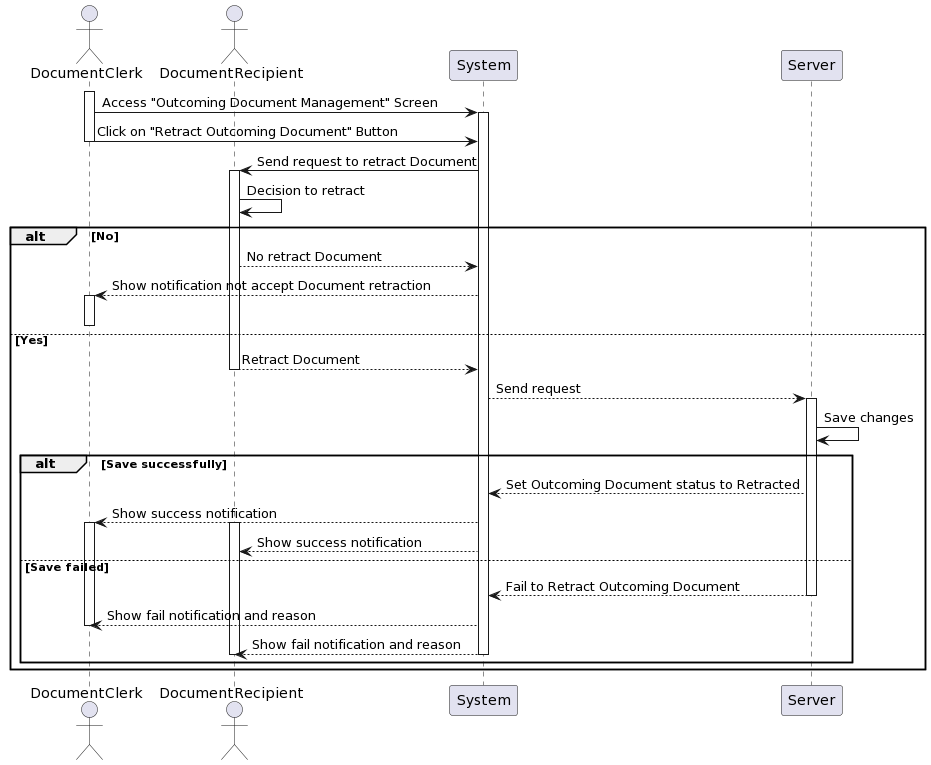 DocumentClerk
DocumentRecipient
System
Server
Access "Outcoming Document Management" Screen
Click on "Retract Outcoming Document" Button
Send request to retract Document
Decision to retract
alt
[No]
No retract Document
Show notification not accept Document retraction
[Yes]
Retract Document
Send request
Save changes
alt
[Save successfully]
Set Outcoming Document status to Retracted
Show success notification
Show success notification
[Save failed]
Fail to Retract Outcoming Document
Show fail notification and reason
Show fail notification and reason
DocumentClerk
DocumentRecipient
System
Server